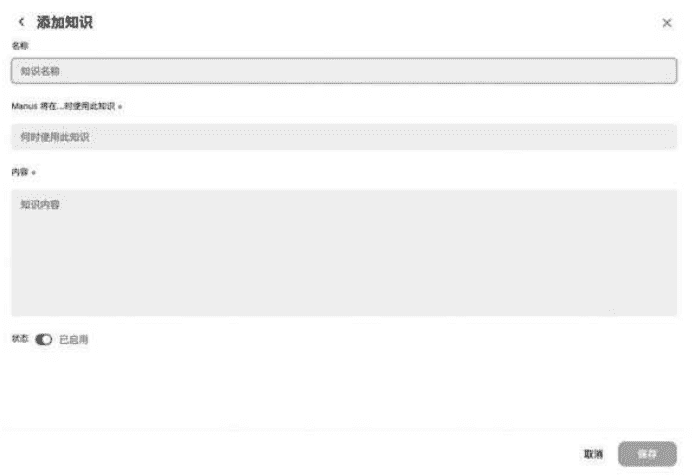 添加知识
名称
知识名称
Manus 将在...时使用此知识 *
何时使用此知识
内容 *
知识内容
状态 已启用
取消 保存